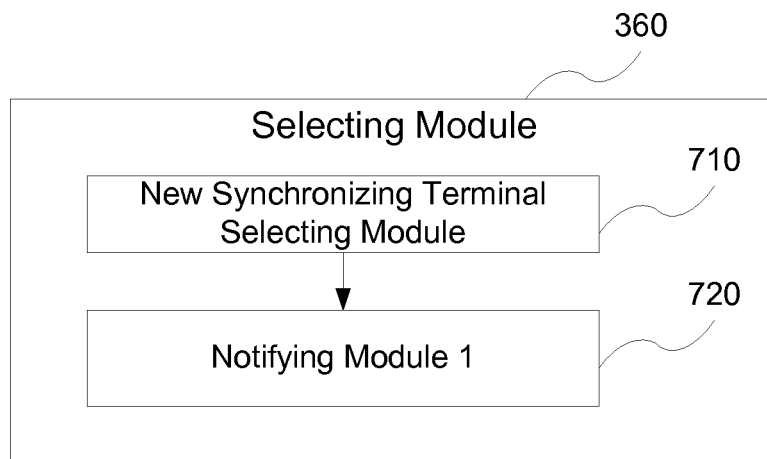 360
Selecting Module
710
New Synchronizing Terminal
Selecting Module
720
Notifying Module 1